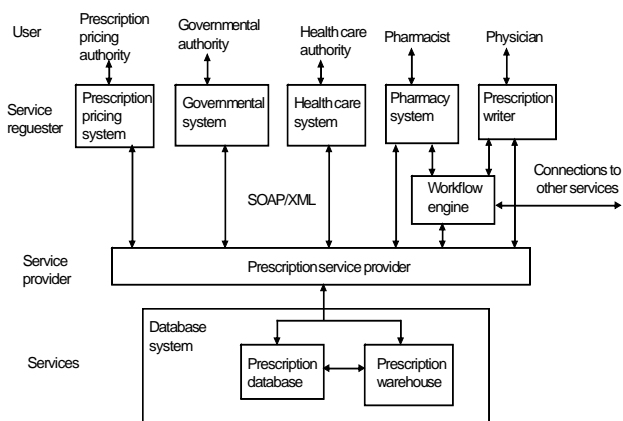 User
Prescription
pricing
authority
Governmental
authority
Health care
authority
Pharmacist
Physician
Service
reguester
Prescription
pricing
system
Governmental
system
Health care
system
Pharmacy
system
Prescription
writer
Connections to
other services
SOAP/XML
Workflow
engine
Service
provider
Prescription service provider
Services
Database
system
Prescription
database
Prescription
warehouse